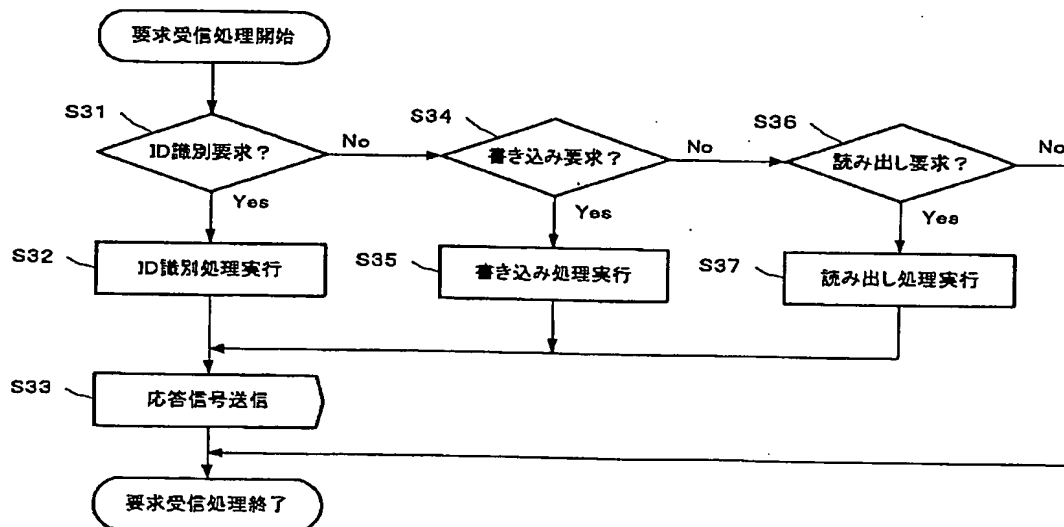 要求受信処理開始
S31
ID識別要求?
No
S34
書き込み要求?
No
S36
読み出し要求?
No
Yes
Yes
Yes
S32
ID識別処理実行
S35
書き込み処理実行
S37
読み出し処理実行
S33
応答信号送信
要求受信処理終了